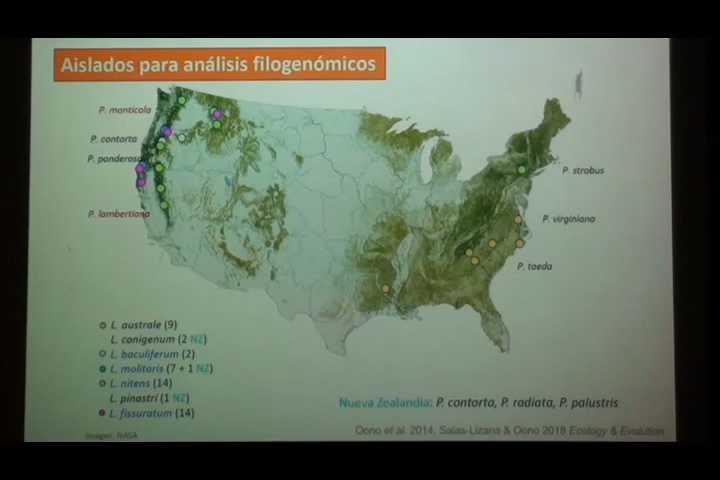 Aislados para análisis filogenómicos
P. monticola
P. contorta
P. ponderosa
P. lambertiana
P. strobus
P. virginiana
P. taeda
L. australe (9)
L. conigenum (2 NZ)
L. baculiferum (2)
L. molitoris (7 + 1 NZ)
L. nitens (14)
L. pinastri (1 NZ)
L. fissuratum (14)
Nueva Zealandia: P. contorta, P. radiata, P. palustris
Imagen: NASA
Oono et al. 2014, Salas-Lizana & Oono 2018 Ecology & Evolution